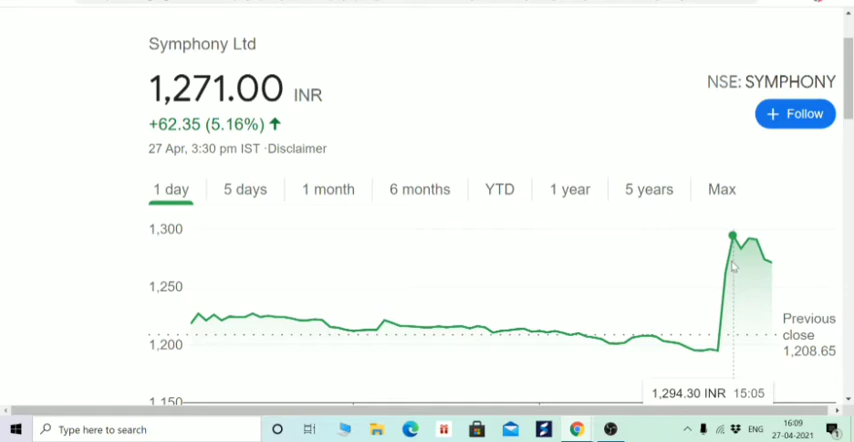 Symphony Ltd
1,271.00 INR
NSE: SYMPHONY
+62.35 (5.16%) ↑
+ Follow
27 Apr, 3:30 pm IST ·Disclaimer
1 day 5 days 1 month 6 months YTD 1 year 5 years Max
1,300
1,250
1,200
1,150
Previous
close
1,208.65
1,294.30 INR 15:05
Type here to search
ENG
16:09
27-04-2021